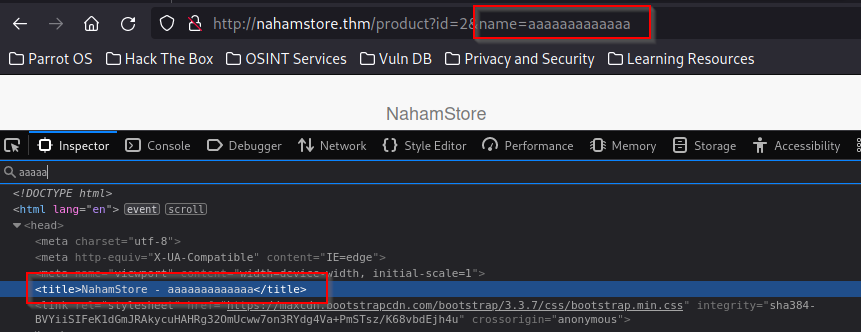 http://nahamstore.thm/product?id=2&name=aaaaaaaaaaaaa
Parrot OS Hack The Box OSINT Services Vuln DB Privacy and Security Learning Resources
NahamStore
Inspector Console Debugger Network Style Editor Performance Memory Storage Accessibility
aaaaa
<!DOCTYPE html>
<html lang="en"> event scroll
<head>
<meta charset="utf-8">
<meta http-equiv="X-UA-Compatible" content="IE=edge">
<meta name="viewport" content="width=device-width, initial-scale=1">
<title>NahamStore - aaaaaaaaaaaaa</title>
<link rel="stylesheet" href="https://maxcdn.bootstrapcdn.com/bootstrap/3.3.7/css/bootstrap.min.css" integrity="sha384-
BVYiiSIFeK1dGmJRAkycuHAHRg32OmUcww7on3RYdg4Va+PmSTsz/K68vbdEjh4u" crossorigin="anonymous">